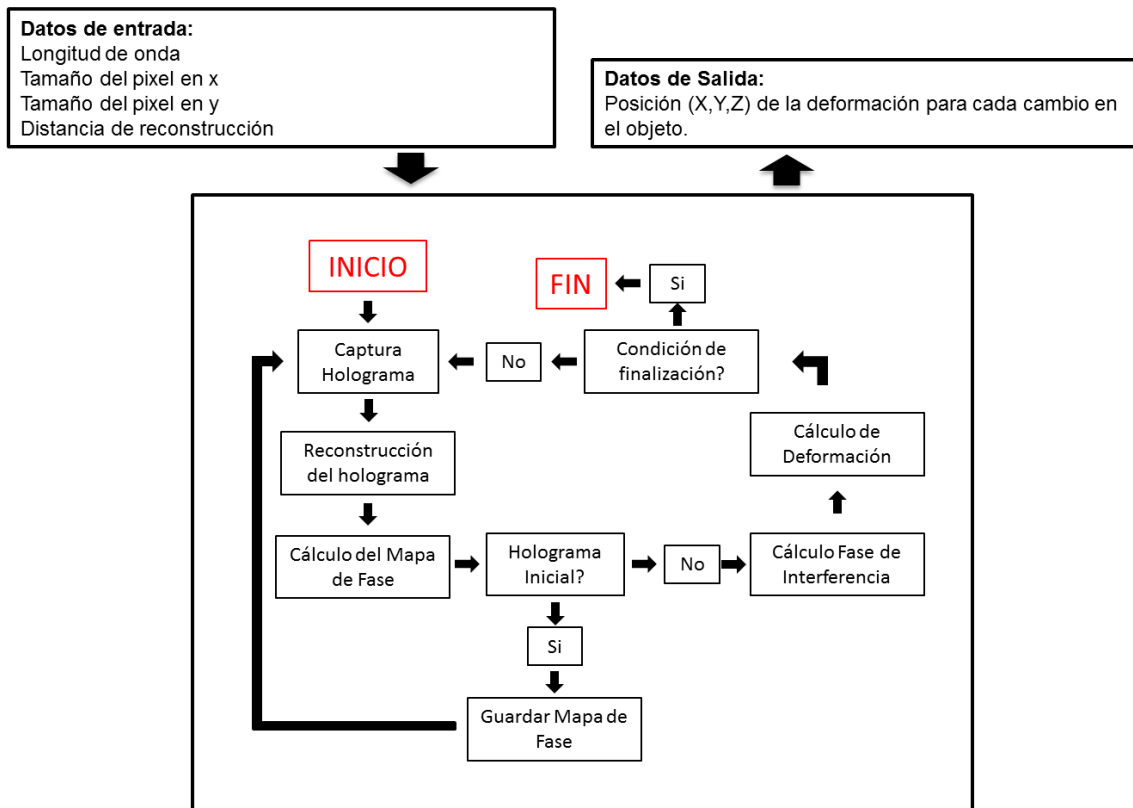 Datos de entrada:
Longitud de onda
Tamaño del pixel en x
Tamaño del pixel en y
Distancia de reconstrucción
Datos de Salida:
Posición (X,Y,Z) de la deformación para cada cambio en
el objeto.
INICIO
FIN
Si
Captura
Holograma
No
Condición de
finalización?
Reconstrucción
del holograma
Cálculo de
Deformación
Cálculo del Mapa
de Fase
Holograma
Inicial?
No
Cálculo Fase de
Interferencia
Si
Guardar Mapa de
Fase